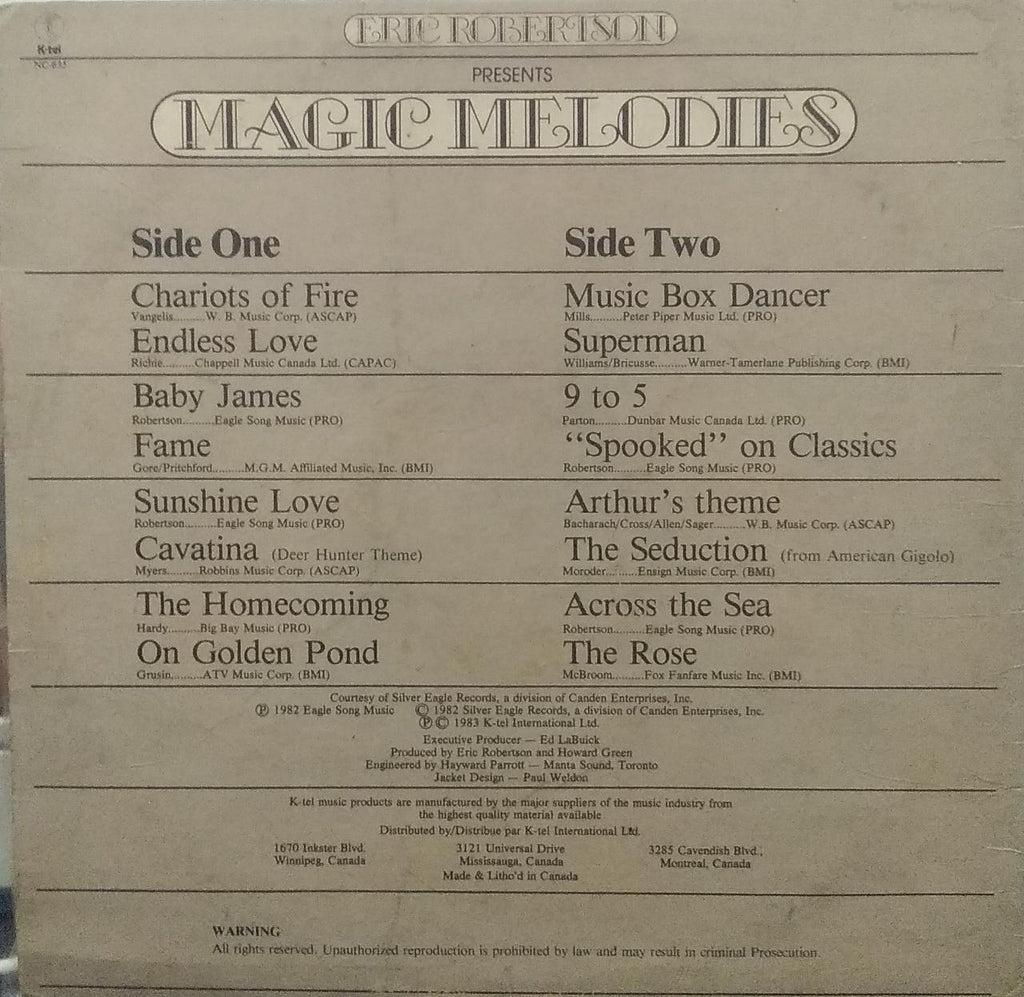 ERIC ROBERTSON
K-tel
NC-635
PRESENTS
MAGIC MELODIES
Side One
Chariots of Fire
Vangelis..........W. B. Music Corp. (ASCAP)
Endless Love
Richie..........Chappell Music Canada Ltd. (CAPAC)
Baby James
Robertson..........Eagle Song Music (PRO)
Fame
Gore/Pritchford..........M.G.M. Affiliated Music, Inc. (BMI)
Sunshine Love
Robertson..........Eagle Song Music (PRO)
Cavatina (Deer Hunter Theme)
Myers..........Robbins Music Corp. (ASCAP)
The Homecoming
Hardy..........Big Bay Music (PRO)
On Golden Pond
Grusin..........ATV Music Corp. (BMI)
Side Two
Music Box Dancer
Mills..........Peter Piper Music Ltd. (PRO)
Superman
Williams/Bricusse..........Warner-Tamerlane Publishing Corp. (BMI)
9 to 5
Parton..........Dunbar Music Canada Ltd. (PRO)
“Spooked” on Classics
Robertson..........Eagle Song Music (PRO)
Arthur's theme
Bacharach/Cross/Allen/Sager..........W.B. Music Corp. (ASCAP)
The Seduction (from American Gigolo)
Moroder..........Ensign Music Corp. (BMI)
Across the Sea
Robertson..........Eagle Song Music (PRO)
The Rose
McBroom..........Fox Fanfare Music Inc. (BMI)
Courtesy of Silver Eagle Records, a division of Canden Enterprises, Inc.
Ⓟ 1982 Eagle Song Music © 1982 Silver Eagle Records, a division of Canden Enterprises, Inc.
Ⓟ © 1983 K-tel International Ltd.
Executive Producer — Ed LaBuick
Produced by Eric Robertson and Howard Green
Engineered by Hayward Parrott — Manta Sound, Toronto
Jacket Design — Paul Weldon
K-tel music products are manufactured by the major suppliers of the music industry from
the highest quality material available
Distributed by/Distribue par K-tel International Ltd.
1670 Inkster Blvd.
Winnipeg, Canada
3121 Universal Drive
Mississauga, Canada
3285 Cavendish Blvd.,
Montreal, Canada
Made & Litho'd in Canada
WARNING
All rights reserved. Unauthorized reproduction is prohibited by law and may result in criminal Prosecution.